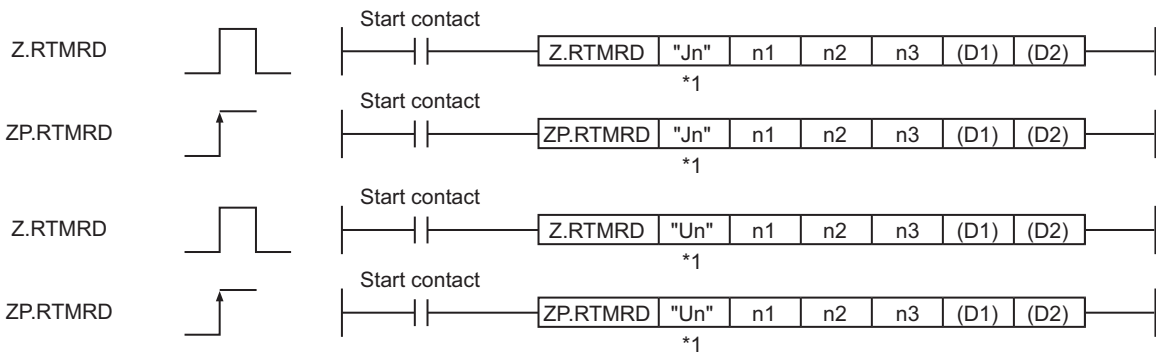 Start contact
Z.RTMRD Z.RTMRD "Jn" n1 n2 n3 (D1) (D2)
*1
Start contact
ZP.RTMRD ZP.RTMRD "Jn" n1 n2 n3 (D1) (D2)
*1
Start contact
Z.RTMRD Z.RTMRD "Un" n1 n2 n3 (D1) (D2)
*1
Start contact
ZP.RTMRD ZP.RTMRD "Un" n1 n2 n3 (D1) (D2)
*1